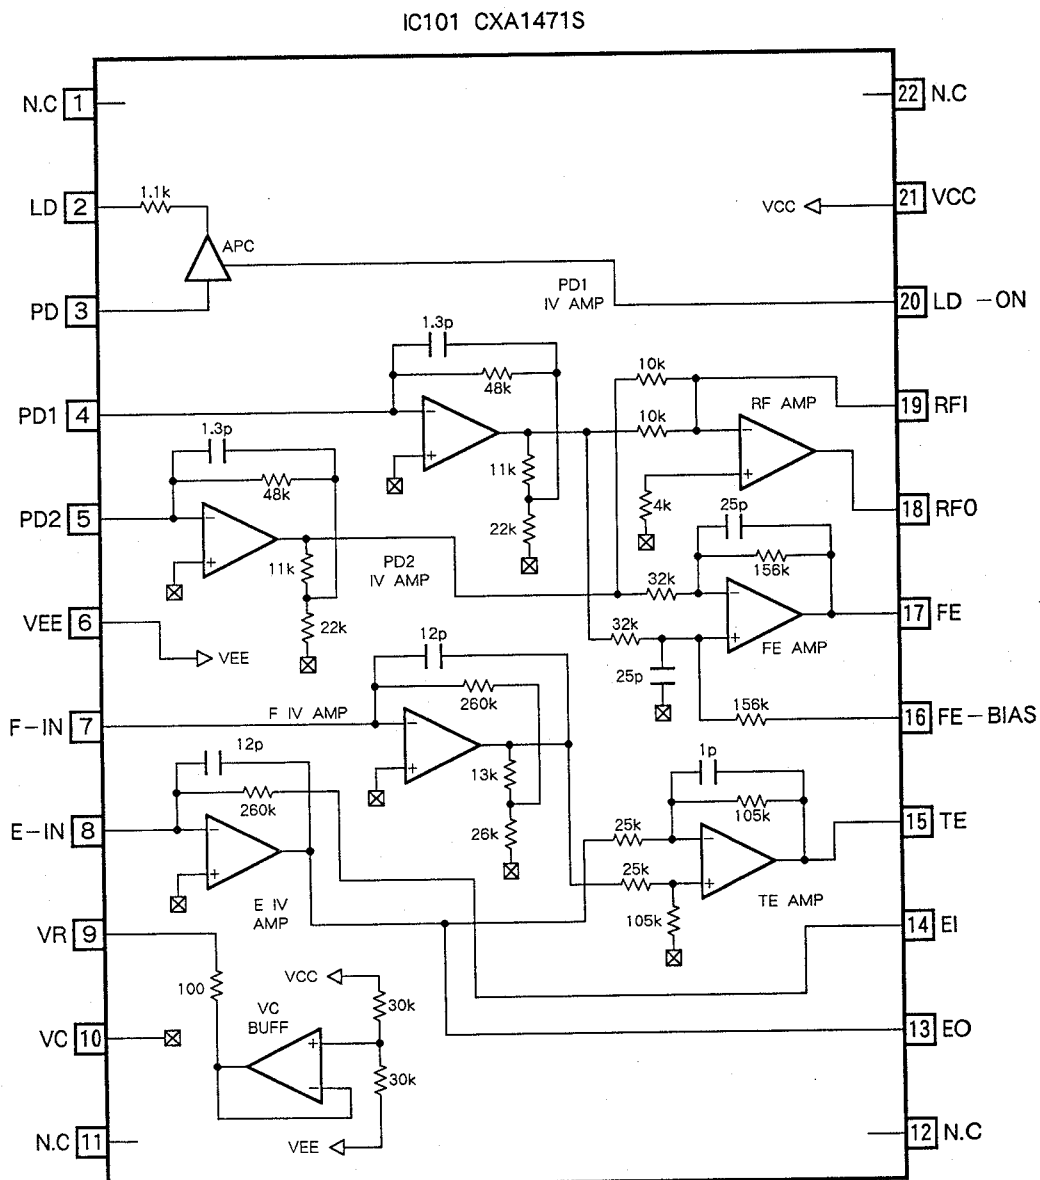 IC101 CXA1471S
N.C 1
22 N.C
LD 2
1.1k
21 VCC
VCC
APC
PD 3
PD1
IV AMP
20 LD -ON
1.3p
48k
10k
PD1 4
10k
RF AMP
19 RFI
1.3p
48k
11k
4k
PD2 5
22k
25p
18 RFO
11k
PD2
IV AMP
32k
156k
VEE 6
22k
32k
17 FE
FE AMP
VEE
12p
25p
F IV AMP
260k
156k
F-IN 7
16 FE-BIAS
12p
260k
13k
1p
105k
E-IN 8
26k
25k
15 TE
25k
E IV
AMP
105k
TE AMP
VR 9
14 EI
100
VCC
30k
VC
BUFF
VC 10
13 EO
30k
N.C 11
VEE
12 N.C
+
−
+
−
+
−
+
−
+
−
+
−
+
−
+
−